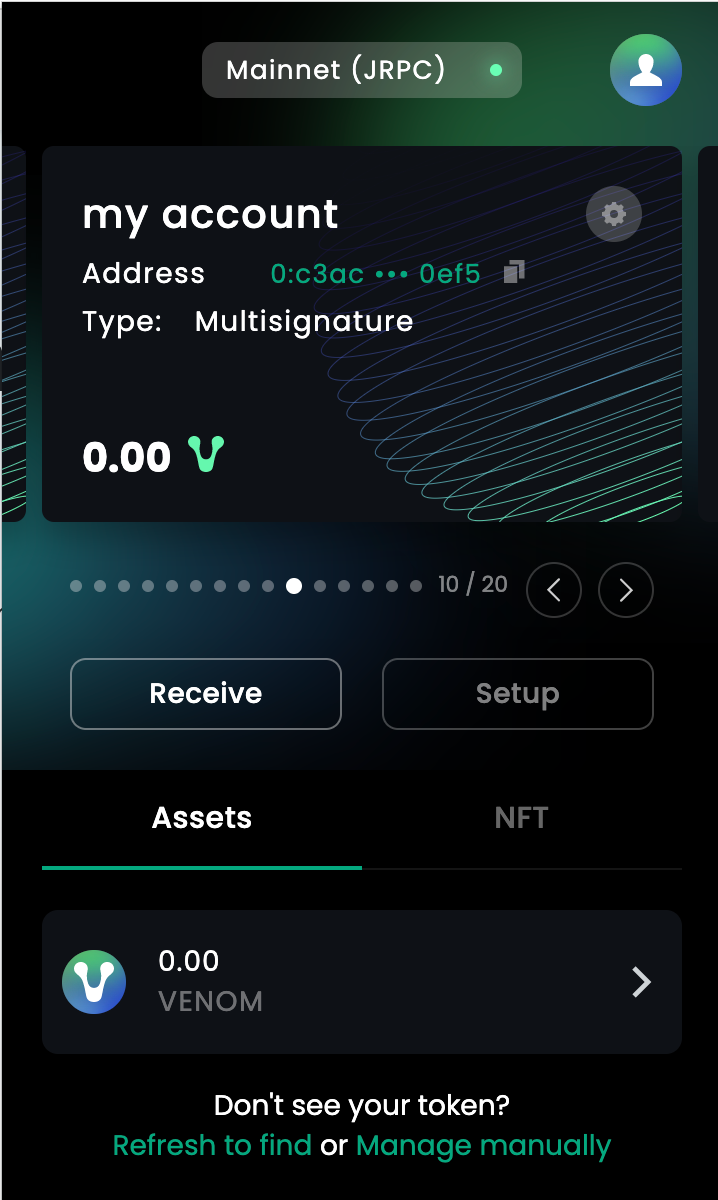 Mainnet (JRPC)
my account
Address 0:c3ac ••• 0ef5
Type: Multisignature
0.00
10 / 20
Receive Setup
Assets NFT
0.00
VENOM
Don't see your token?
Refresh to find or Manage manually